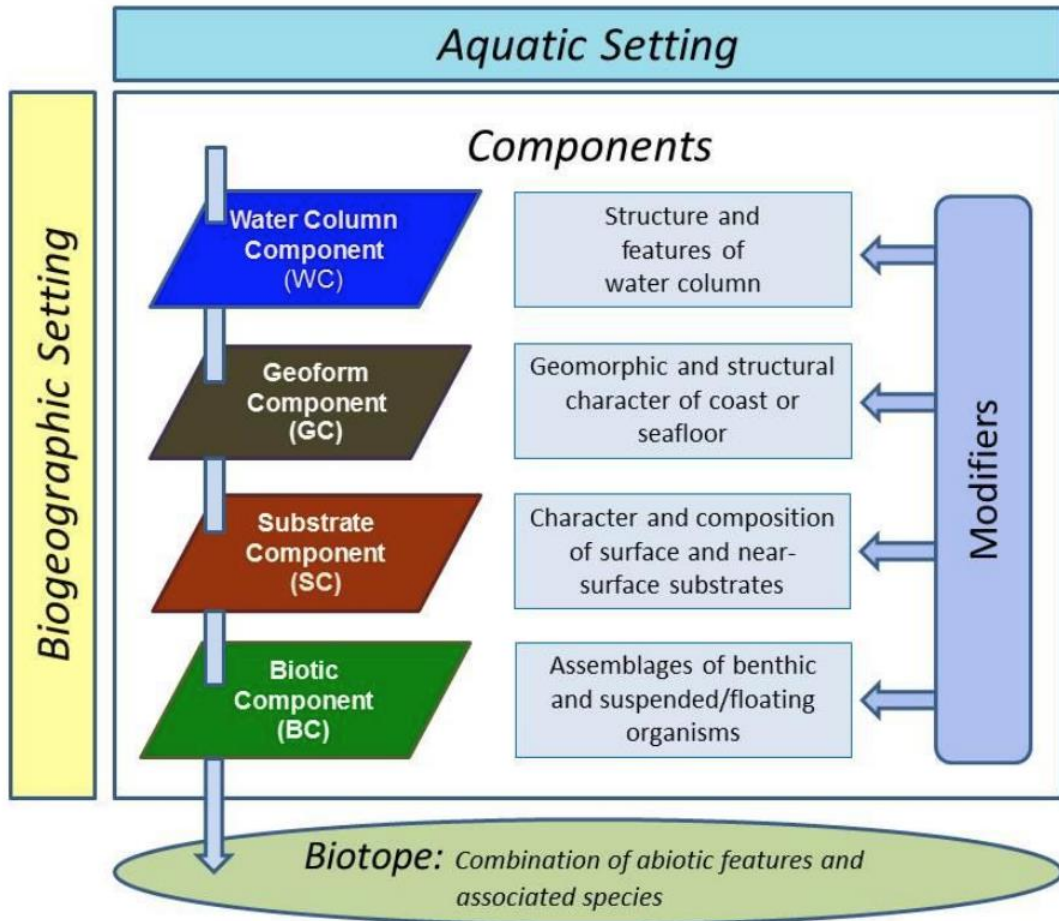 Aquatic Setting
Biogeographic Setting
Components
Water Column
Component
(WC)
Structure and
features of
water column
Geoform
Component
(GC)
Geomorphic and structural
character of coast or
seafloor
Substrate
Component
(SC)
Character and composition
of surface and near-
surface substrates
Biotic
Component
(BC)
Assemblages of benthic
and suspended/floating
organisms
Modifiers
Biotope: Combination of abiotic features and
associated species